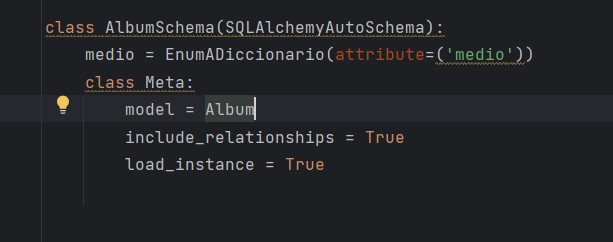 class AlbumSchema(SQLAlchemyAutoSchema):
    medio = EnumADiccionario(attribute=('medio'))
    class Meta:
        model = Album
        include_relationships = True
        load_instance = True